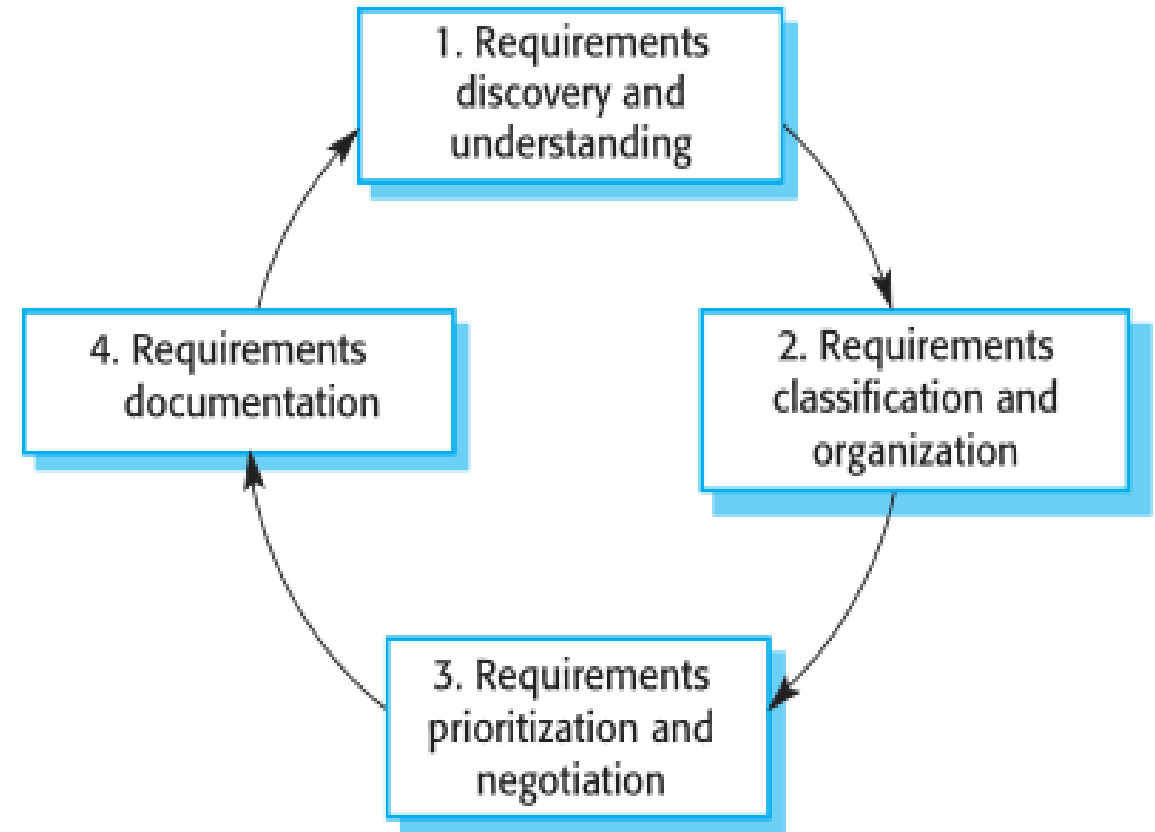 1. Requirements
discovery and
understanding
2. Requirements
classification and
organization
3. Requirements
prioritization and
negotiation
4. Requirements
documentation